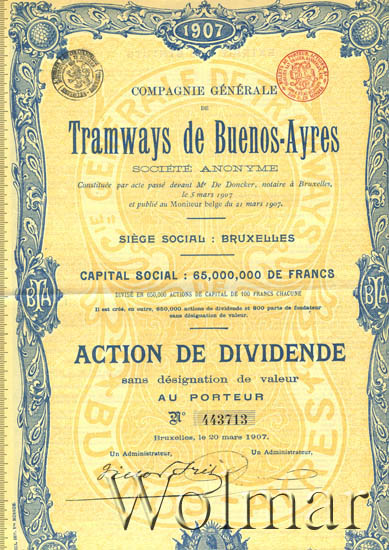 1907
COMPAGNIE GÉNÉRALE
DE
Tramways de Buenos-Ayres
SOCIÉTÉ ANONYME
Constituée par acte passé devant Me De Doncker, notaire à Bruxelles,
le 5 mars 1907
et publié au Moniteur belge du 21 mars 1907.
SIÈGE SOCIAL : BRUXELLES
CAPITAL SOCIAL : 65,000,000 DE FRANCS
DIVISÉ EN 650,000 ACTIONS DE CAPITAL DE 100 FRANCS CHACUNE
Il est créé, en outre, 650,000 actions de dividende et 800 parts de fondateur
sans désignation de valeur.
BTA
BTA
ACTION DE DIVIDENDE
sans désignation de valeur
AU PORTEUR
No 443713
Bruxelles, le 20 mars 1907.
Un Administrateur,
Un Administrateur,
Wolmar